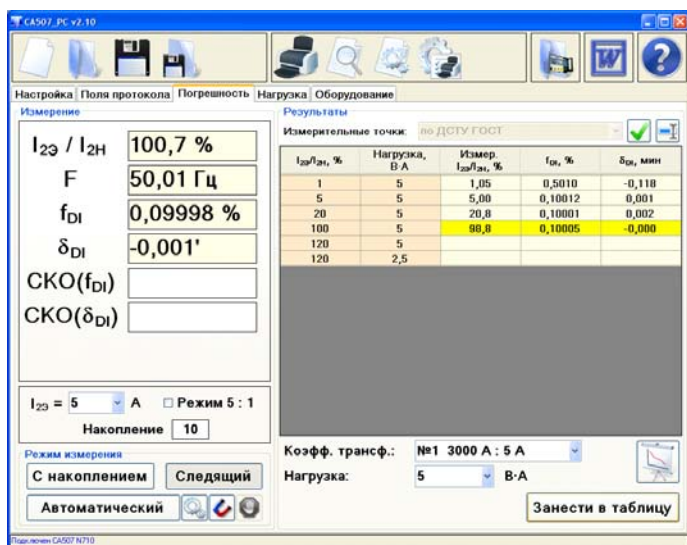 CA507_PC v2.10
Настройка Поля протокола Погрешность Нагрузка Оборудование
Измерение
I2Э / I2Н 100,7 %
F 50,01 Гц
fDI 0,09998 %
δDI -0,001'
СКО(fDI)
СКО(δDI)
I2Э = 5 А Режим 5 : 1
Накопление 10
Режим измерения
С накоплением Следящий
Автоматический
Результаты
Измерительные точки: по ДСТУ ГОСТ
I2Э/I2Н, % Нагрузка, В·А Измер. I2Э/I2Н, % fDI, % δDI, мин
1 5 1,05 0,5010 -0,118
5 5 5,00 0,10012 0,001
20 5 20,8 0,10001 0,002
100 5 98,8 0,10005 -0,000
120 5
120 2,5
Коэфф. трансф.: №1 3000 А : 5 А
Нагрузка: 5 В·А
Занести в таблицу
Подключен CA507 N710